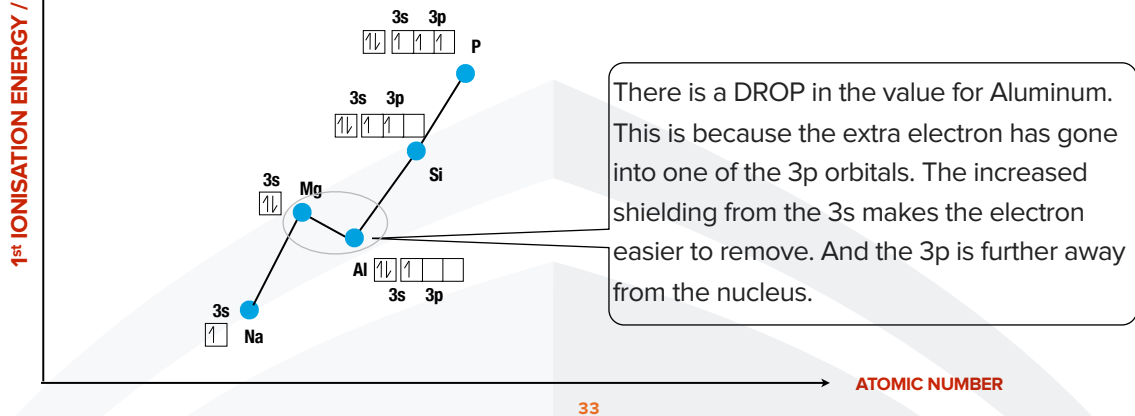 1st IONISATION ENERGY /
3s 3p
P
3s 3p
Si
3s
Mg
Al
3s 3p
3s
Na
There is a DROP in the value for Aluminum.
This is because the extra electron has gone
into one of the 3p orbitals. The increased
shielding from the 3s makes the electron
easier to remove. And the 3p is further away
from the nucleus.
ATOMIC NUMBER
33